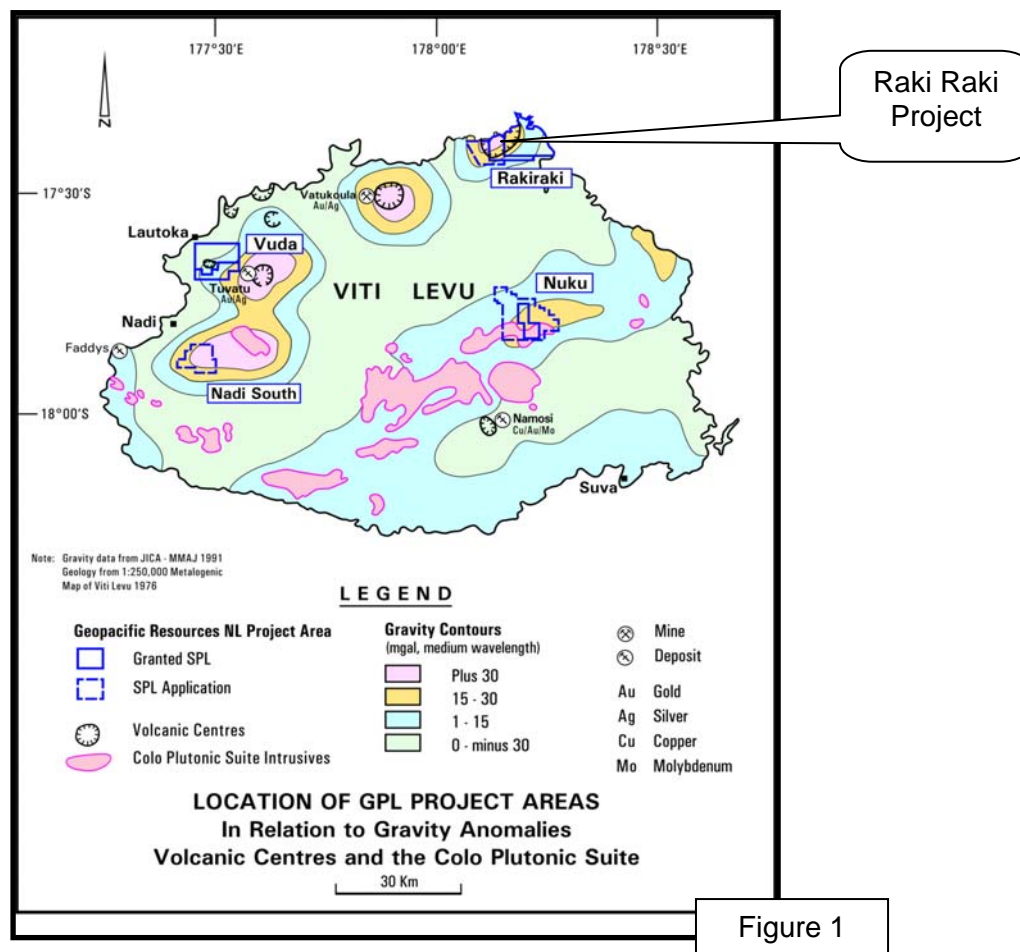 177°30'E
178°00'E
178°30'E
Raki Raki
Project
N
17°30'S
Rakiraki
Vatukoula
Au/Ag
Lautoka
Vuda
Tuvatu
Au/Ag
VITI LEVU
Nuku
Nadi
Faddys
Nadi South
18°00'S
Namosi
Cu/Au/Mo
Suva
Note: Gravity data from JICA - MMAJ 1991
Geology from 1:250,000 Metalogenic
Map of Viti Levu 1976
LEGEND
Geopacific Resources NL Project Area
Granted SPL
SPL Application
Volcanic Centres
Colo Plutonic Suite Intrusives
Gravity Contours
(mgal, medium wavelength)
Plus 30
15 - 30
1 - 15
0 - minus 30
Mine
Deposit
Au Gold
Ag Silver
Cu Copper
Mo Molybdenum
LOCATION OF GPL PROJECT AREAS
In Relation to Gravity Anomalies
Volcanic Centres and the Colo Plutonic Suite
30 Km
Figure 1